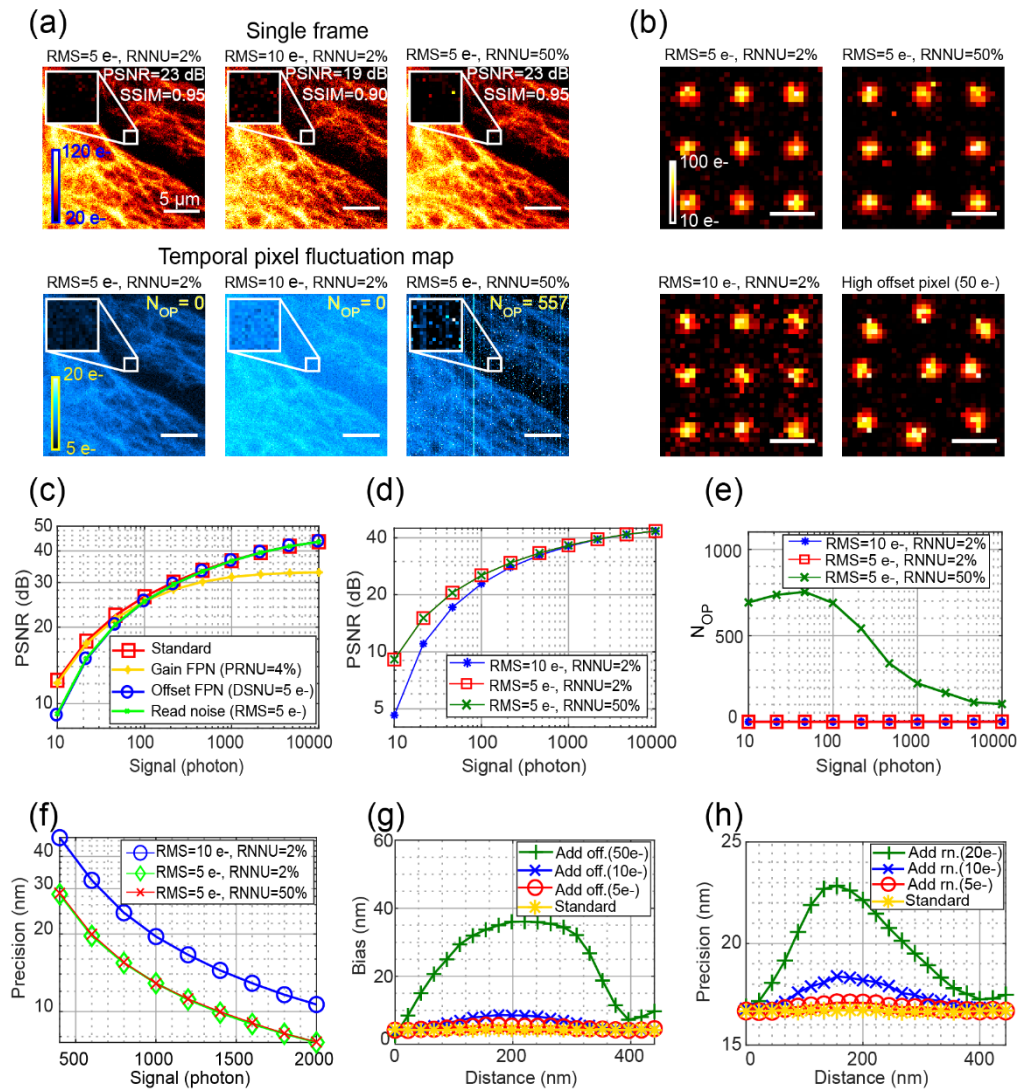 (a)
Single frame
RMS=5 e-, RNNU=2%
RMS=10 e-, RNNU=2%
RMS=5 e-, RNNU=50%
PSNR=23 dB
SSIM=0.95
PSNR=19 dB
SSIM=0.90
PSNR=23 dB
SSIM=0.95
120 e-
20 e-
5 μm
Temporal pixel fluctuation map
RMS=5 e-, RNNU=2%
RMS=10 e-, RNNU=2%
RMS=5 e-, RNNU=50%
NOP= 0
NOP= 0
NOP= 557
20 e-
5 e-
(b)
RMS=5 e-, RNNU=2%
RMS=5 e-, RNNU=50%
100 e-
10 e-
RMS=10 e-, RNNU=2%
High offset pixel (50 e-)
(c)
50
40
30
20
10
PSNR (dB)
Standard
Gain FPN (PRNU=4%)
Offset FPN (DSNU=5 e-)
Read noise (RMS=5 e-)
10
100
1000
10000
Signal (photon)
(d)
40
20
10
5
PSNR (dB)
RMS=10 e-, RNNU=2%
RMS=5 e-, RNNU=2%
RMS=5 e-, RNNU=50%
10
100
1000
10000
Signal (photon)
(e)
1000
500
0
NOP
RMS=10 e-, RNNU=2%
RMS=5 e-, RNNU=2%
RMS=5 e-, RNNU=50%
10
100
1000
10000
Signal (photon)
(f)
40
30
20
10
Precision (nm)
RMS=10 e-, RNNU=2%
RMS=5 e-, RNNU=2%
RMS=5 e-, RNNU=50%
500
1000
1500
2000
Signal (photon)
(g)
60
40
20
0
Bias (nm)
Add off.(50e-)
Add off.(10e-)
Add off.(5e-)
Standard
0
200
400
Distance (nm)
(h)
25
23
21
17
15
Precision (nm)
Add rn.(20e-)
Add rn.(10e-)
Add rn.(5e-)
Standard
0
200
400
Distance (nm)